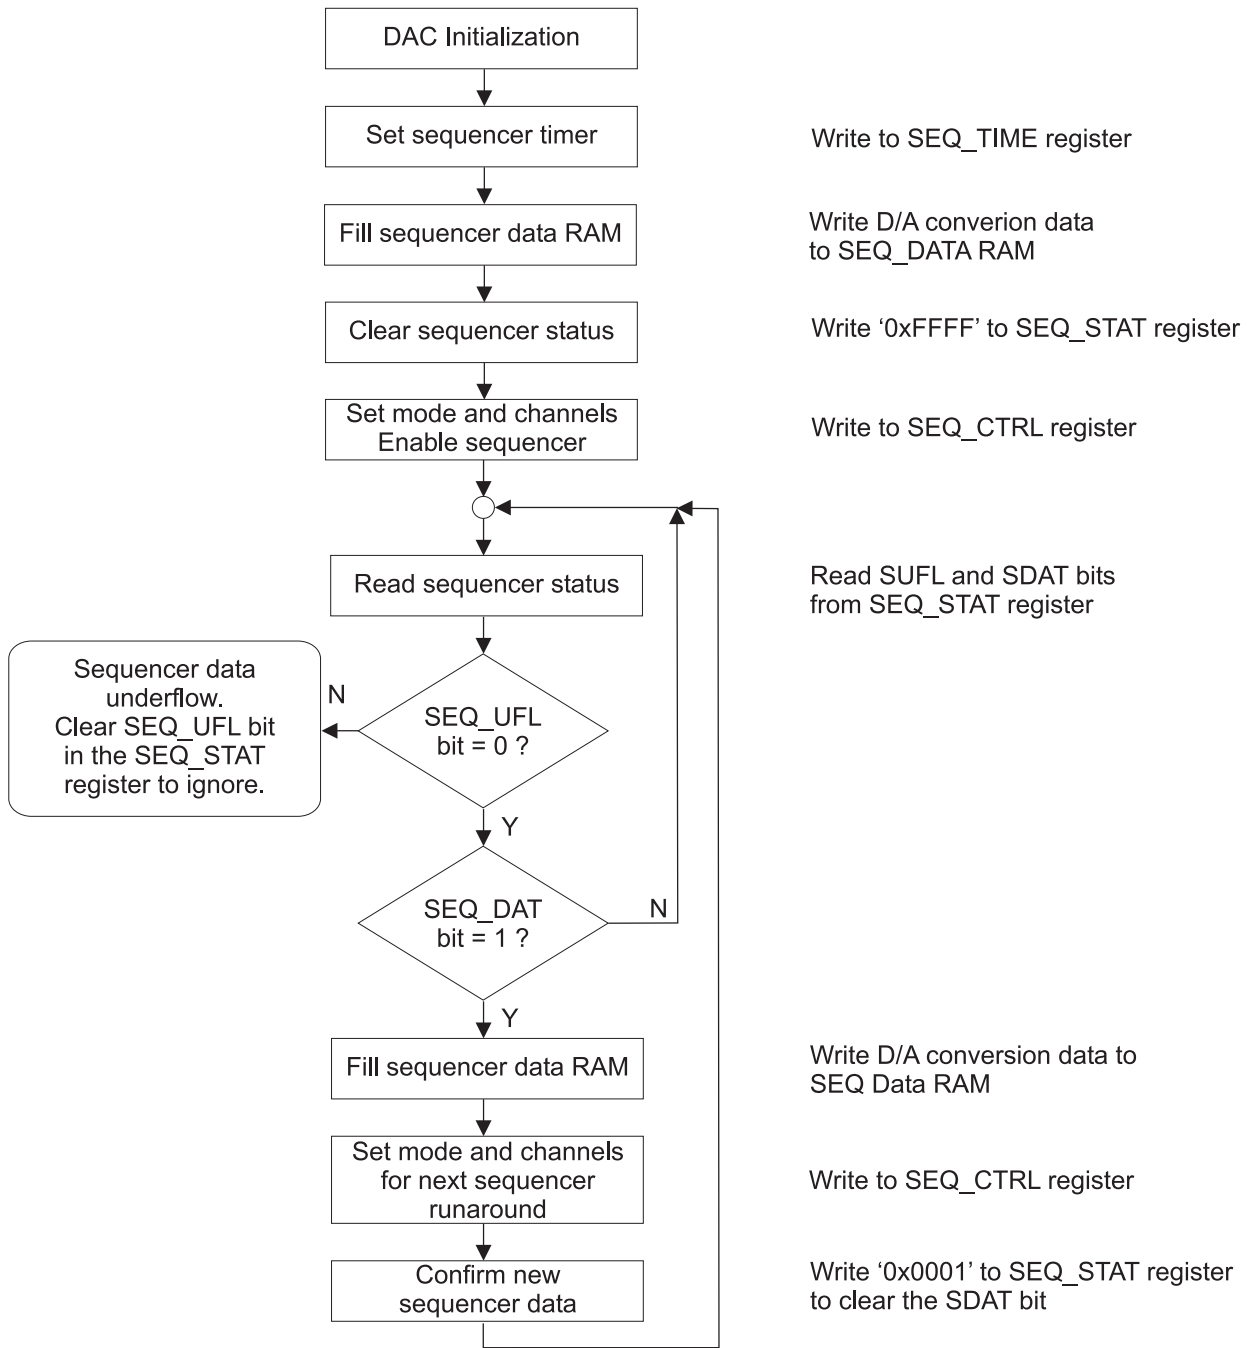 DAC Initialization
Set sequencer timer
Write to SEQ_TIME register
Fill sequencer data RAM
Write D/A converion data
to SEQ_DATA RAM
Clear sequencer status
Write ‘0xFFFF’ to SEQ_STAT register
Set mode and channels
Enable sequencer
Write to SEQ_CTRL register
Read sequencer status
Read SUFL and SDAT bits
from SEQ_STAT register
Sequencer data
underflow.
Clear SEQ_UFL bit
in the SEQ_STAT
register to ignore.
N
SEQ_UFL
bit = 0 ?
Y
SEQ_DAT
bit = 1 ?
N
Y
Fill sequencer data RAM
Write D/A conversion data to
SEQ Data RAM
Set mode and channels
for next sequencer
runaround
Write to SEQ_CTRL register
Confirm new
sequencer data
Write ‘0x0001’ to SEQ_STAT register
to clear the SDAT bit